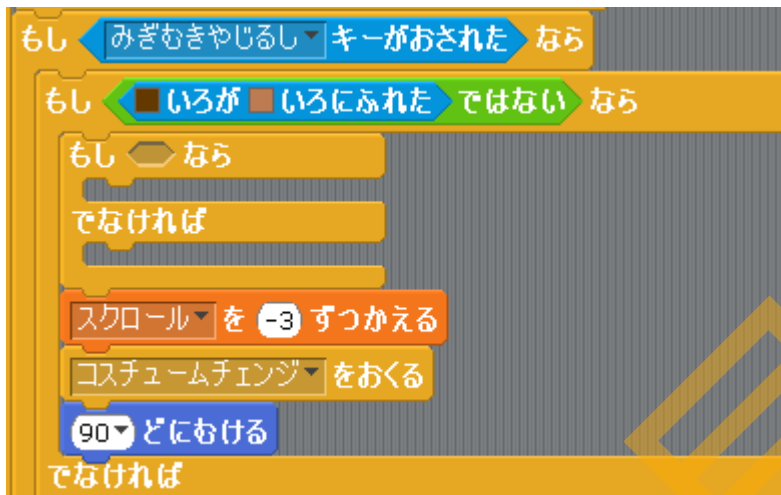 もし みぎむきやじるし キーがおされた なら
もし いろが いろにふれた ではない なら
もし なら
でなければ
スクロール を -3 ずつかえる
コスチュームチェンジ をおくる
90 どにむける
でなければ